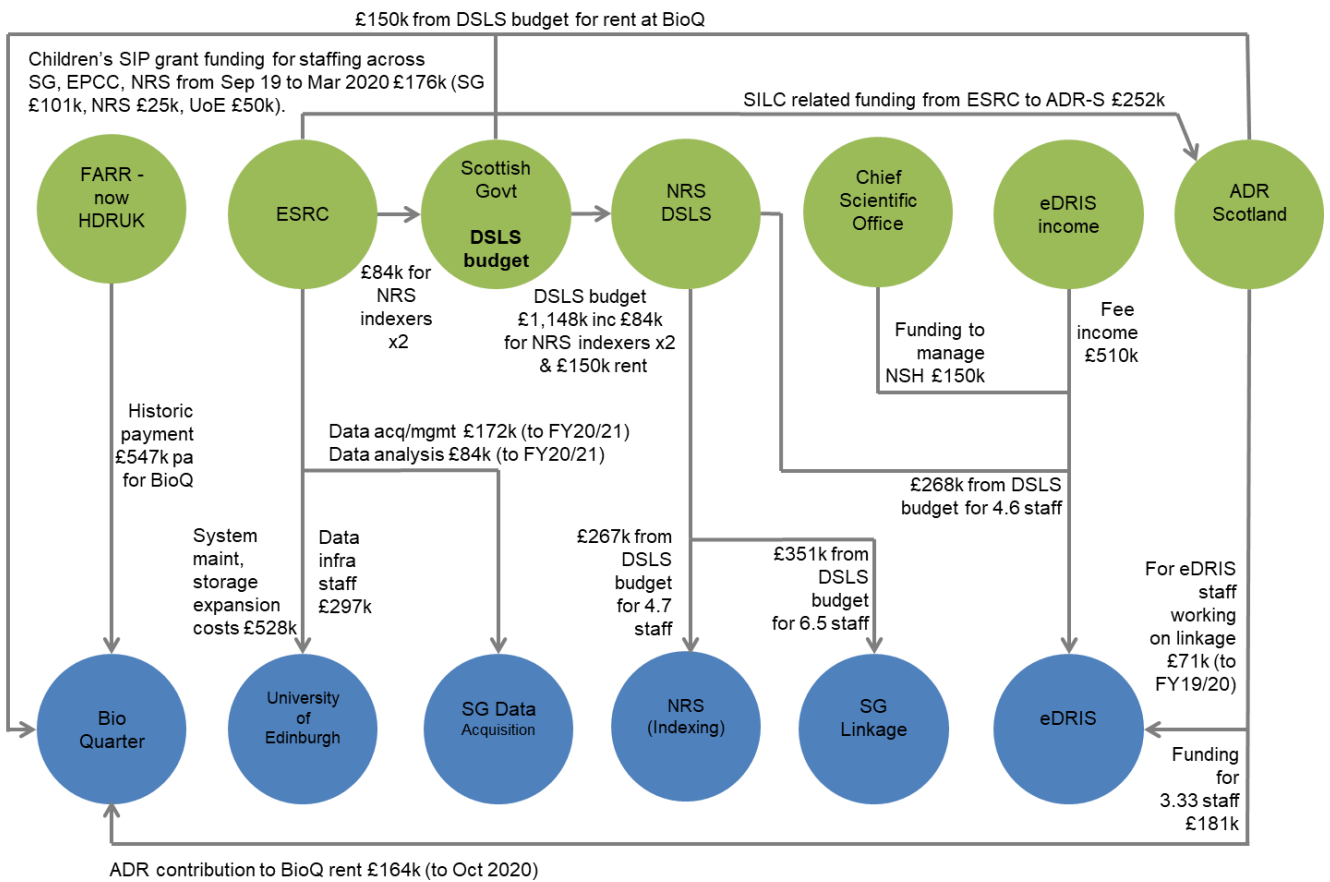 £150k from DSLS budget for rent at BioQ
Children’s SIP grant funding for staffing across
SG, EPCC, NRS from Sep 19 to Mar 2020 £176k (SG
£101k, NRS £25k, UoE £50k).
SILC related funding from ESRC to ADR-S £252k
FARR -
now
HDRUK
ESRC
Scottish
Govt
DSLS
budget
NRS
DSLS
Chief
Scientific
Office
eDRIS
income
ADR
Scotland
£84k for
NRS
indexers
x2
DSLS budget
£1,148k inc £84k
for NRS indexers x2
& £150k rent
Funding to
manage
NSH £150k
Fee
income
£510k
Historic
payment
£547k pa
for BioQ
Data acq/mgmt £172k (to FY20/21)
Data analysis £84k (to FY20/21)
£268k from DSLS
budget for 4.6 staff
System
maint,
storage
expansion
costs £528k
Data
infra
staff
£297k
£267k from
DSLS
budget
for 4.7
staff
£351k from
DSLS
budget
for 6.5 staff
For eDRIS
staff
working
on linkage
£71k (to
FY19/20)
Bio
Quarter
University
of
Edinburgh
SG Data
Acquisition
NRS
(Indexing)
SG
Linkage
eDRIS
Funding
for
3.33 staff
£181k
ADR contribution to BioQ rent £164k (to Oct 2020)